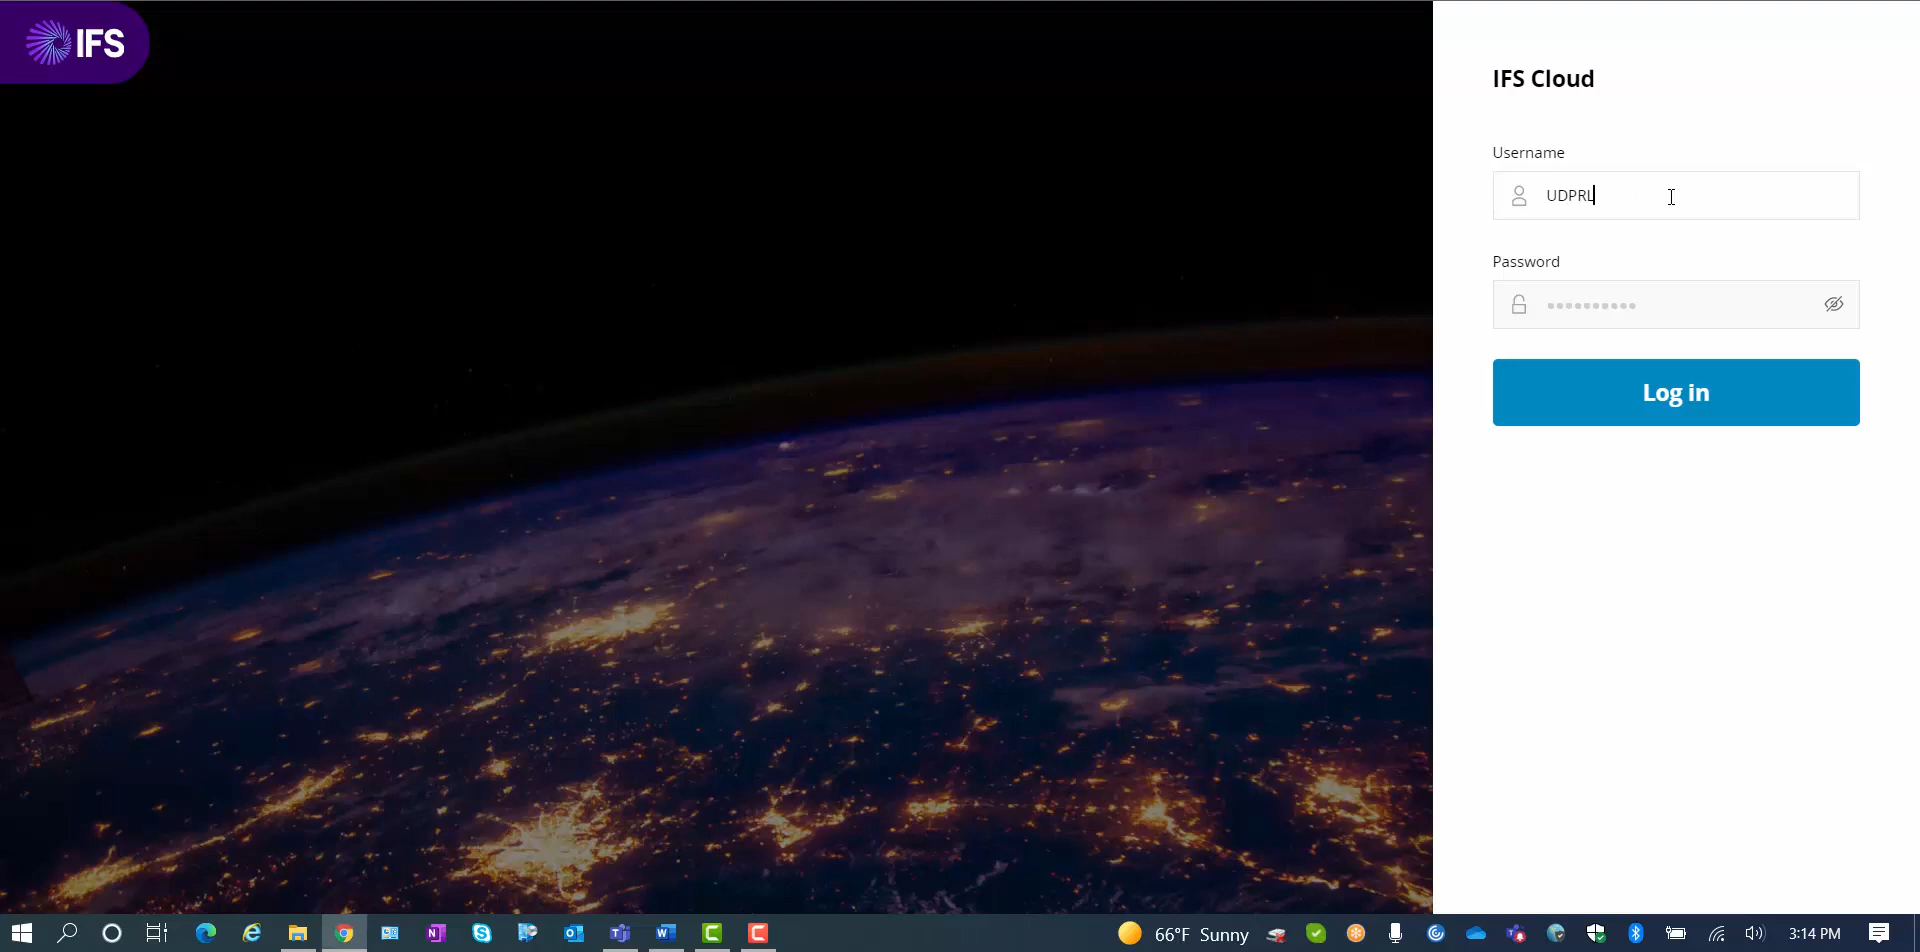 IFS
IFS Cloud
Username
UDPRL
Password
Log in
66°F Sunny
3:14 PM